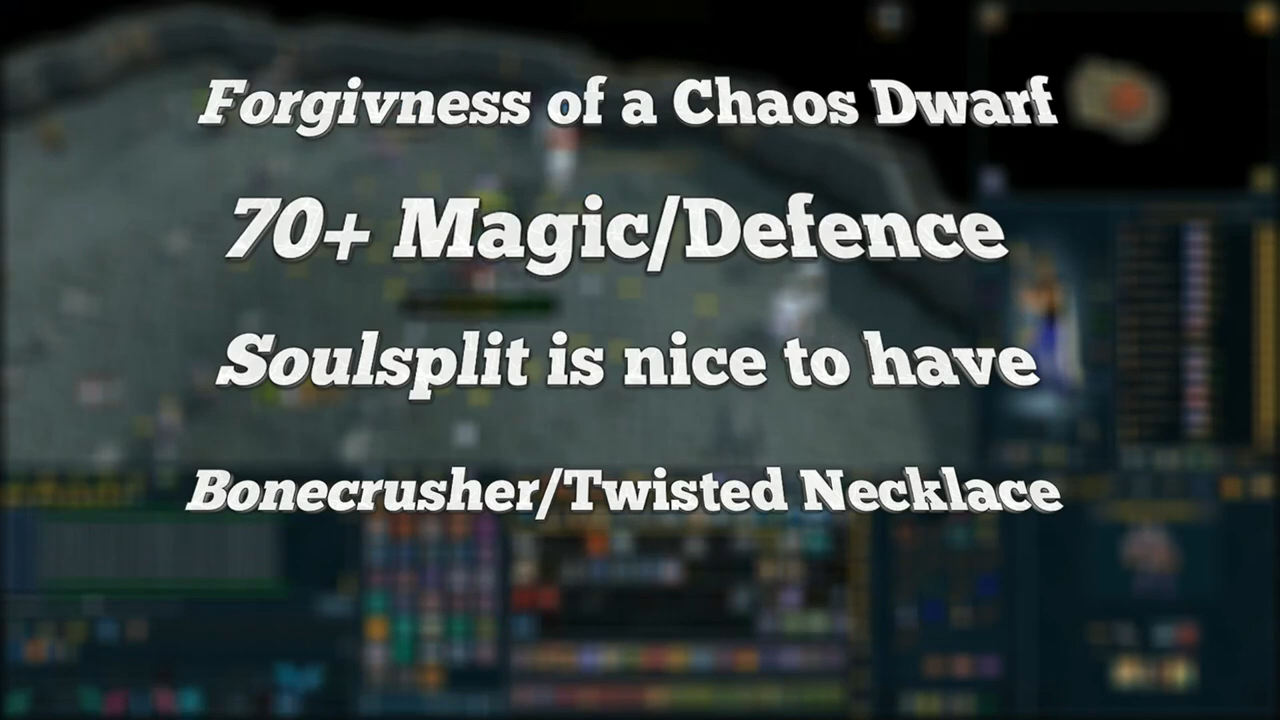 Forgivness of a Chaos Dwarf
70+ Magic/Defence
Soulsplit is nice to have
Bonecrusher/Twisted Necklace